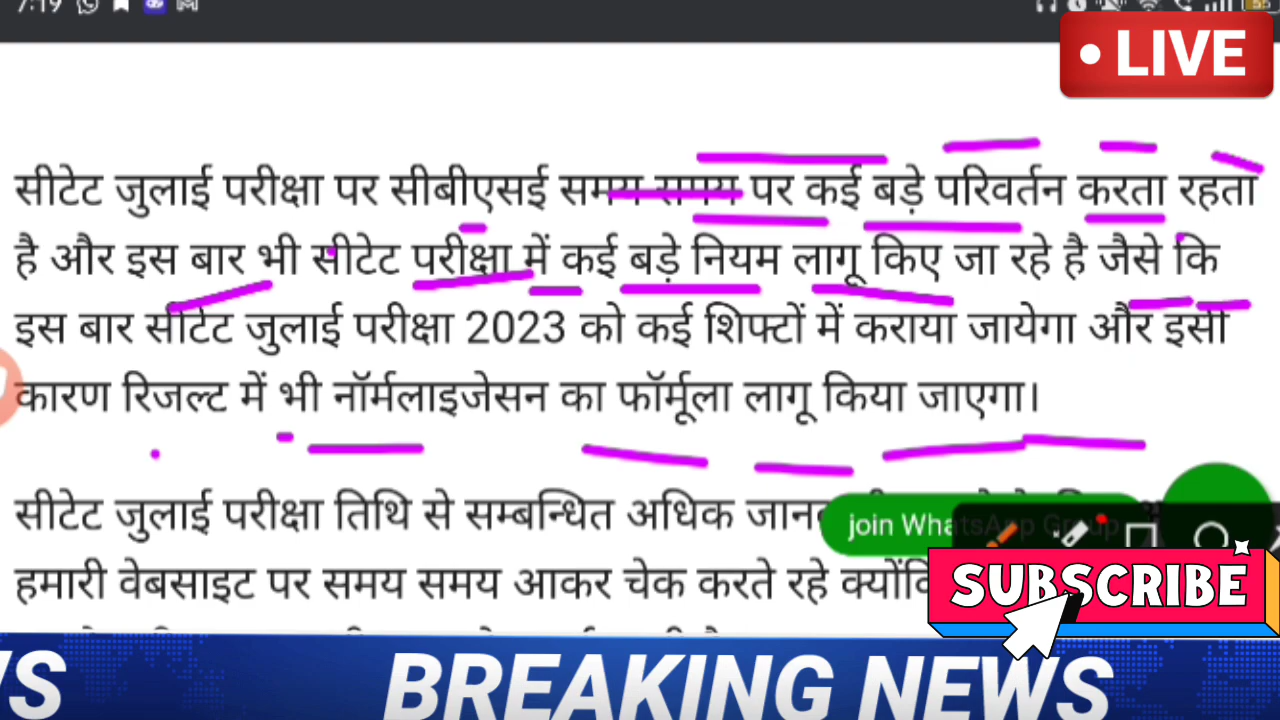 7:19
• LIVE
सीटेट जुलाई परीक्षा पर सीबीएसई समय समय पर कई बड़े परिवर्तन करता रहता
है और इस बार भी सीटेट परीक्षा में कई बड़े नियम लागू किए जा रहे है जैसे कि
इस बार सीटेट जुलाई परीक्षा 2023 को कई शिफ्टों में कराया जायेगा और इसी
कारण रिजल्ट में भी नॉर्मलाइजेसन का फॉर्मूला लागू किया जाएगा।
सीटेट जुलाई परीक्षा तिथि से सम्बन्धित अधिक
join WhatsApp Group
हमारी वेबसाइट पर समय समय आकर चेक करते रहे
SUBSCRIBE
BREAKING NEWS